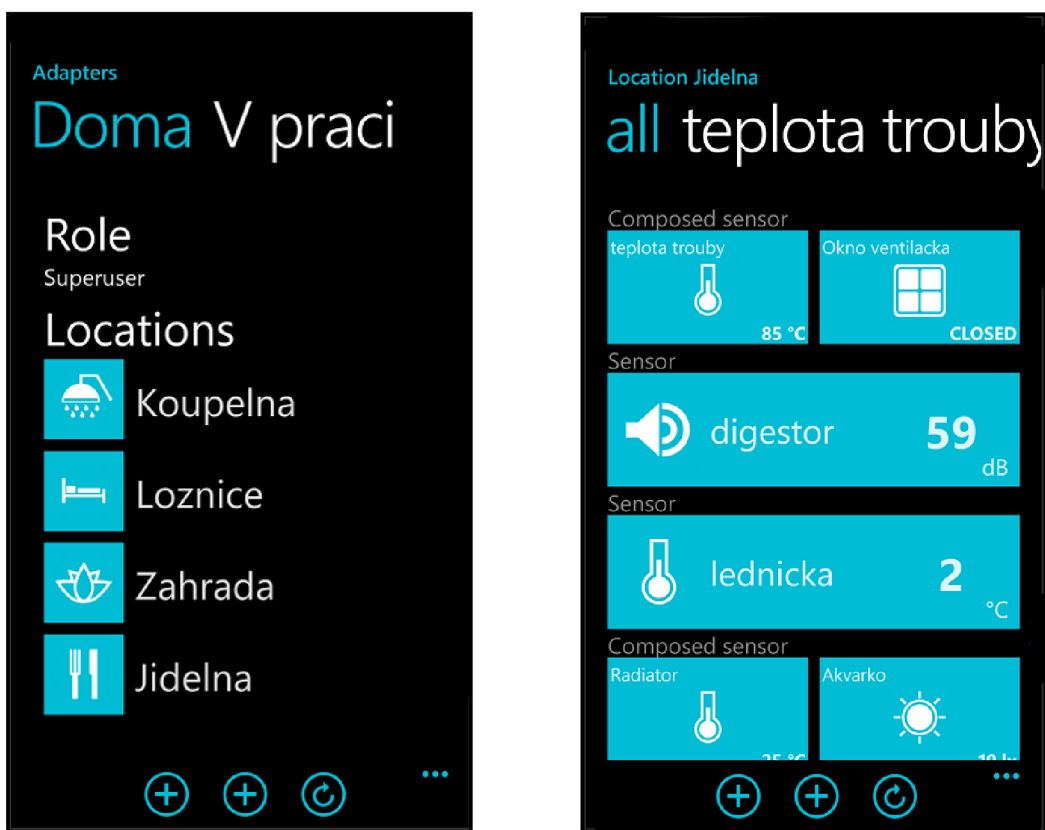 Adapters
Doma V praci
Role
Superuser
Locations
Koupelna
Loznice
Zahrada
Jidelna
Location Jidelna
all teplota trouby
Composed sensor
teplota trouby
85 °C
Okno ventilacka
CLOSED
Sensor
digestor
59
dB
Sensor
lednicka
2
°C
Composed sensor
Radiator
Akvarko